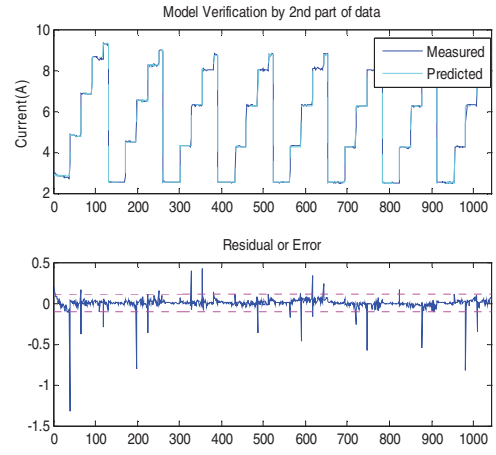 Model Verification by 2nd part of data
10
8
6
4
2
Current(A)
Measured
Predicted
0 100 200 300 400 500 600 700 800 900 1000
Residual or Error
0.5
0
-0.5
-1
-1.5
0 100 200 300 400 500 600 700 800 900 1000